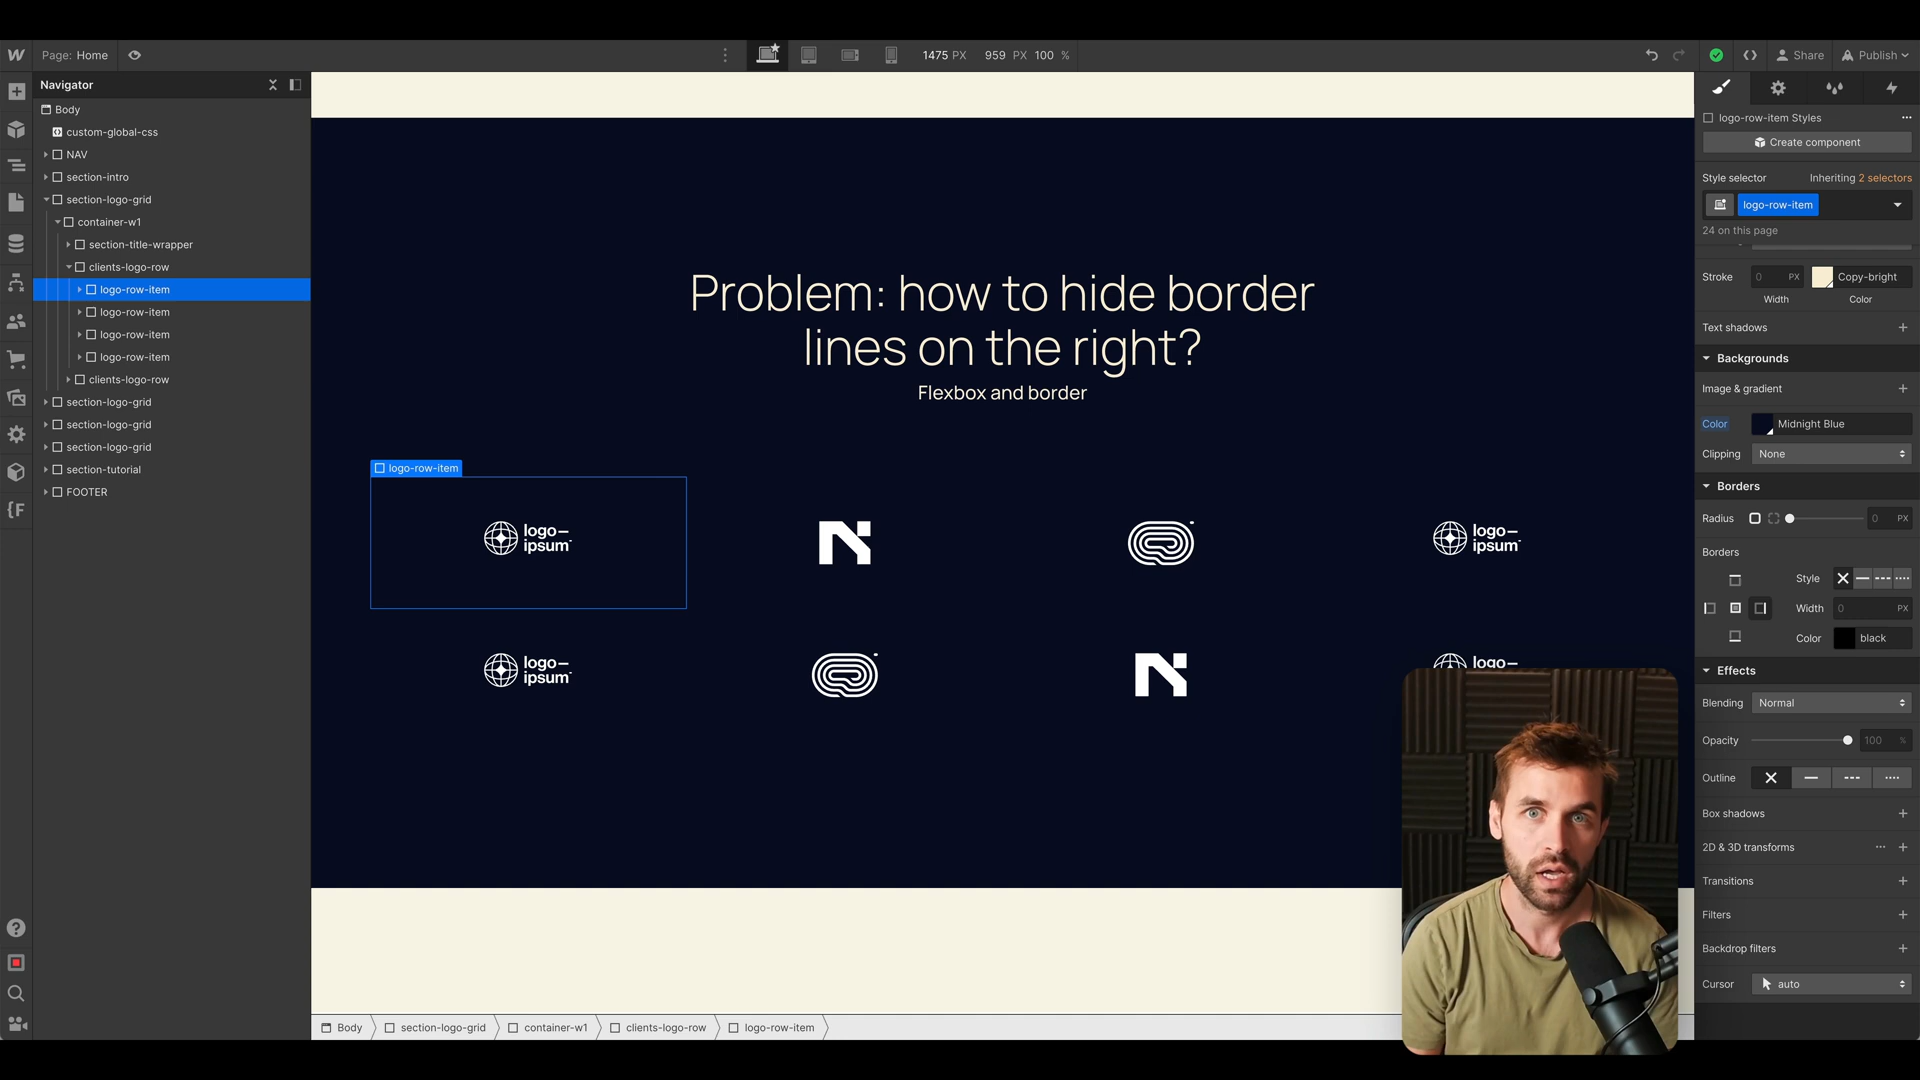 Page: Home
1475 PX 959 PX 100 %
Share
Publish
Navigator
Body
custom-global-css
NAV
section-intro
section-logo-grid
container-w1
section-title-wrapper
clients-logo-row
logo-row-item
logo-row-item
logo-row-item
logo-row-item
clients-logo-row
section-logo-grid
section-logo-grid
section-logo-grid
section-tutorial
FOOTER
Problem: how to hide border
lines on the right?
Flexbox and border
logo-row-item
logo–
ipsum
logo–
ipsum
logo–
ipsum
logo–
Body
section-logo-grid
container-w1
clients-logo-row
logo-row-item
logo-row-item Styles
Create component
Style selector
Inheriting 2 selectors
logo-row-item
24 on this page
Stroke
0 PX
Copy-bright
Width
Color
Text shadows
Backgrounds
Image & gradient
Color
Midnight Blue
Clipping
None
Borders
Radius
0 PX
Borders
Style
Width
0 PX
Color
black
Effects
Blending
Normal
Opacity
100 %
Outline
Box shadows
2D & 3D transforms
Transitions
Filters
Backdrop filters
Cursor
auto